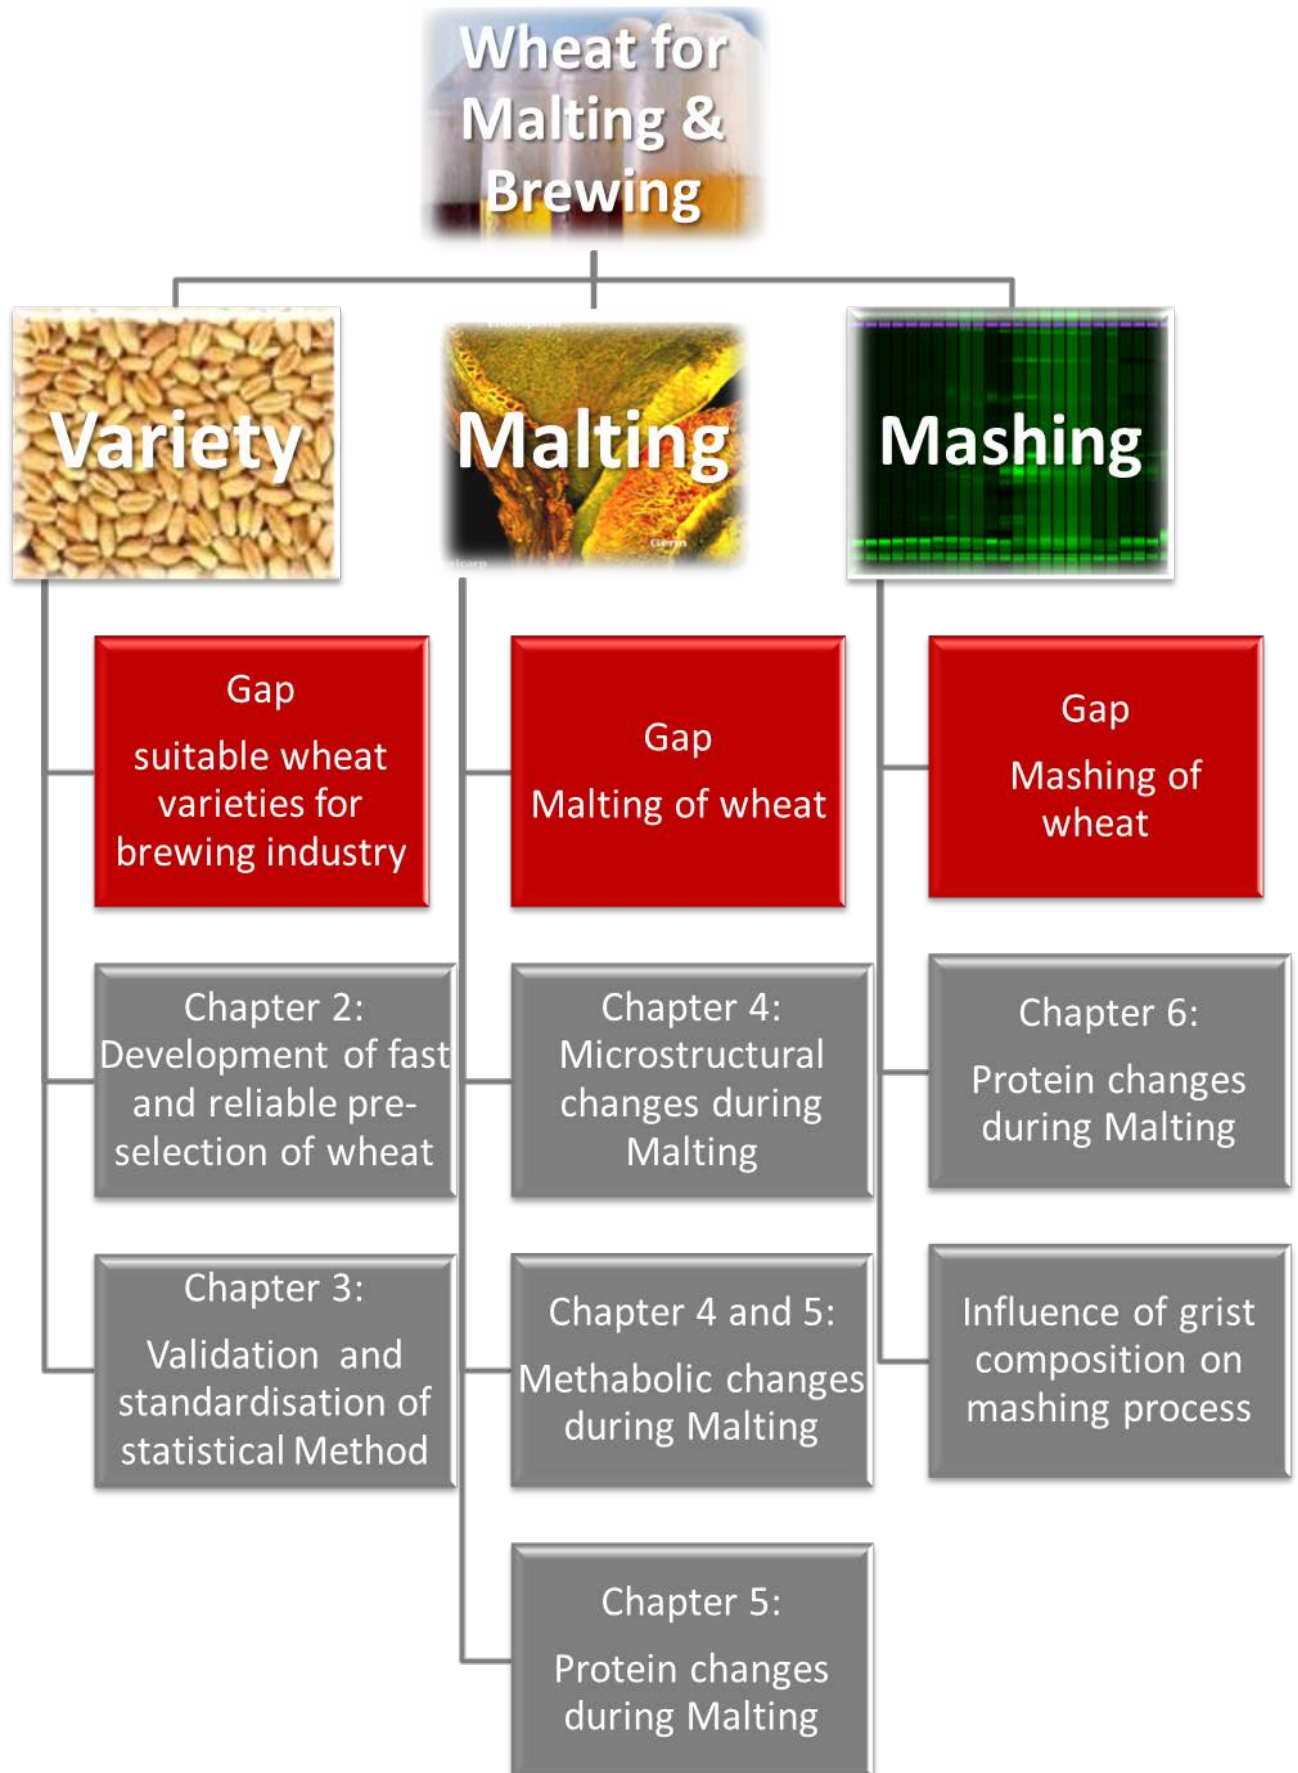 Wheat for
Malting &
Brewing
Variety
Malting
Germ
Mashing
Gap
suitable wheat
varieties for
brewing industry
Gap
Malting of wheat
Gap
Mashing of
wheat
Chapter 2:
Development of fast
and reliable pre-
selection of wheat
Chapter 4:
Microstructural
changes during
Malting
Chapter 6:
Protein changes
during Malting
Chapter 3:
Validation and
standardisation of
statistical Method
Chapter 4 and 5:
Methabolic changes
during Malting
Influence of grist
composition on
mashing process
Chapter 5:
Protein changes
during Malting